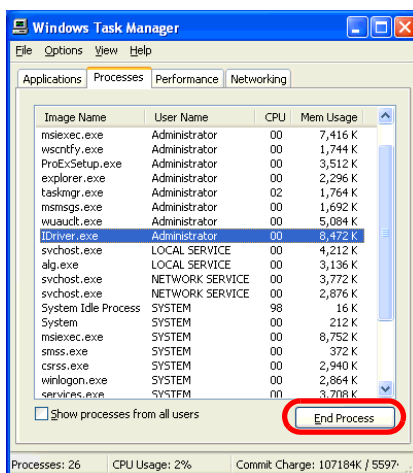 Windows Task Manager
File Options View Help
Applications Processes Performance Networking
Image Name User Name CPU Mem Usage
msiexec.exe Administrator 00 7,416 K
wscntfy.exe Administrator 00 1,744 K
ProExSetup.exe Administrator 00 3,512 K
explorer.exe Administrator 00 2,296 K
taskmgr.exe Administrator 02 1,764 K
msmsgs.exe Administrator 00 1,692 K
wuauclt.exe Administrator 00 5,084 K
IDriver.exe Administrator 00 8,472 K
svchost.exe LOCAL SERVICE 00 4,212 K
alg.exe LOCAL SERVICE 00 3,136 K
svchost.exe NETWORK SERVICE 00 3,772 K
svchost.exe NETWORK SERVICE 00 2,876 K
System Idle Process SYSTEM 98 16 K
System SYSTEM 00 212 K
msiexec.exe SYSTEM 00 8,752 K
smss.exe SYSTEM 00 372 K
csrss.exe SYSTEM 00 2,940 K
winlogon.exe SYSTEM 00 2,864 K
services.exe SYSTEM 00 3,708 K
Show processes from all users
End Process
Processes: 26 CPU Usage: 2% Commit Charge: 107184K / 5597